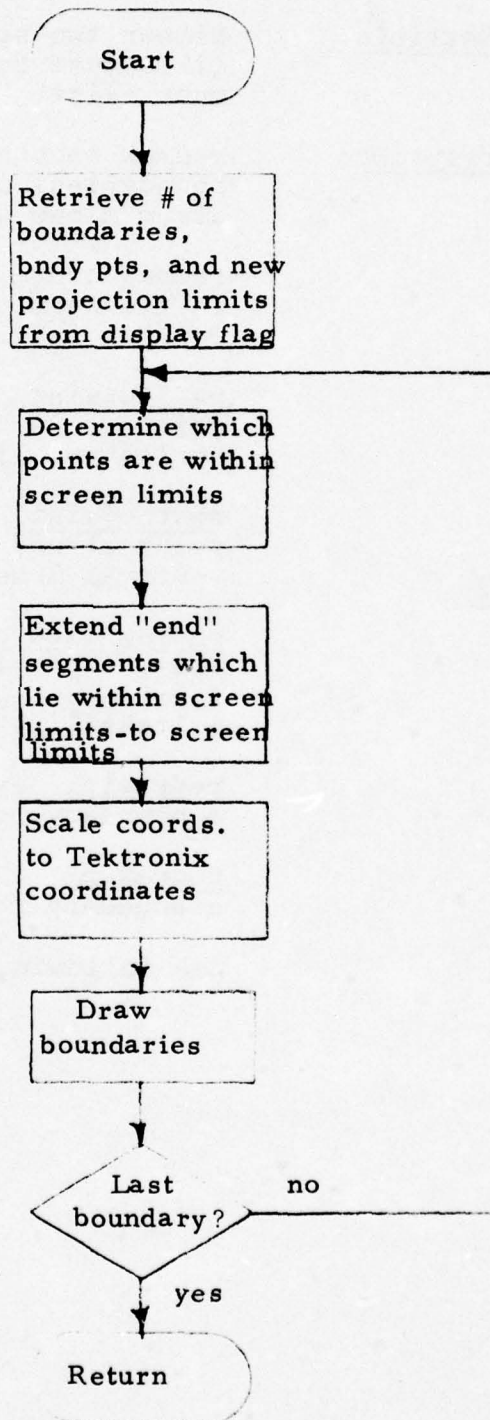 Start
Retrieve # of
boundaries,
bndy pts, and new
projection limits
from display flag
Determine which
points are within
screen limits
Extend "end"
segments which
lie within screen
limits-to screen
limits
Scale coords.
to Tektronix
coordinates
Draw
boundaries
Last
boundary?
no
yes
Return